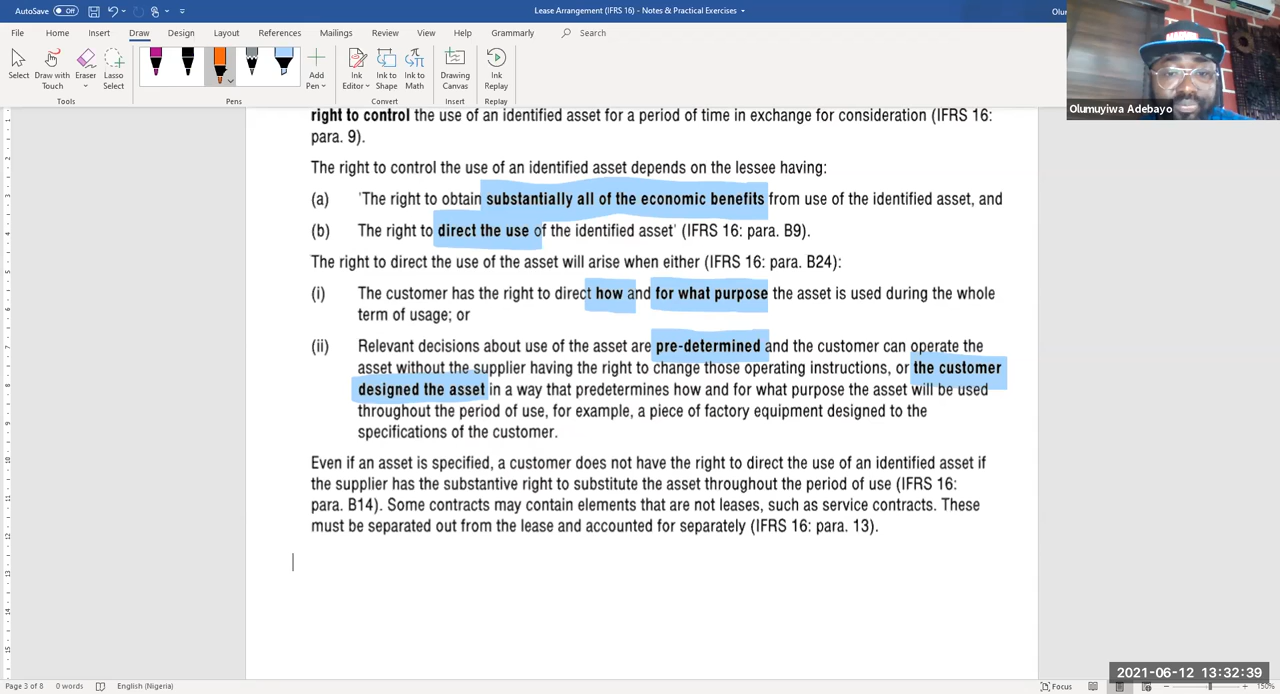 AutoSave Off
Lease Arrangement (IFRS 16) - Notes & Practical Exercises
Olu
File Home Insert Draw Design Layout References Mailings Review View Help Grammarly Search
Select Draw with Touch Eraser Lasso Select Add Pen Ink Editor Ink to Shape Ink to Math Drawing Canvas Ink Replay
Tools Pens Convert Insert Replay
Olumuyiwa Adebayo
right to control the use of an identified asset for a period of time in exchange for consideration (IFRS 16:
para. 9).
The right to control the use of an identified asset depends on the lessee having:
(a) 'The right to obtain substantially all of the economic benefits from use of the identified asset, and
(b) The right to direct the use of the identified asset' (IFRS 16: para. B9).
The right to direct the use of the asset will arise when either (IFRS 16: para. B24):
(i) The customer has the right to direct how and for what purpose the asset is used during the whole
term of usage; or
(ii) Relevant decisions about use of the asset are pre-determined and the customer can operate the
asset without the supplier having the right to change those operating instructions, or the customer
designed the asset in a way that predetermines how and for what purpose the asset will be used
throughout the period of use, for example, a piece of factory equipment designed to the
specifications of the customer.
Even if an asset is specified, a customer does not have the right to direct the use of an identified asset if
the supplier has the substantive right to substitute the asset throughout the period of use (IFRS 16:
para. B14). Some contracts may contain elements that are not leases, such as service contracts. These
must be separated out from the lease and accounted for separately (IFRS 16: para. 13).
2021-06-12 13:32:39
Page 3 of 8 0 words English (Nigeria) Focus 150%